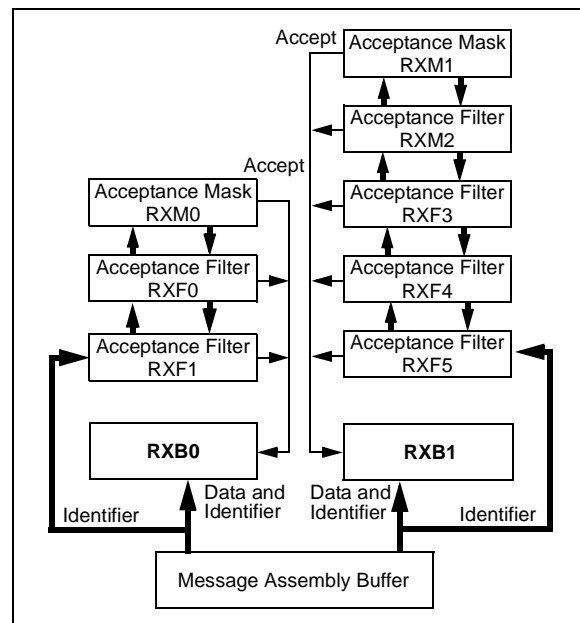 Accept
Acceptance Mask
RXM1
Acceptance Filter
RXM2
Accept
Acceptance Mask
RXM0
Acceptance Filter
RXF3
Acceptance Filter
RXF0
Acceptance Filter
RXF4
Acceptance Filter
RXF1
Acceptance Filter
RXF5
RXB0
RXB1
Identifier
Data and
Identifier
Data and
Identifier
Identifier
Message Assembly Buffer